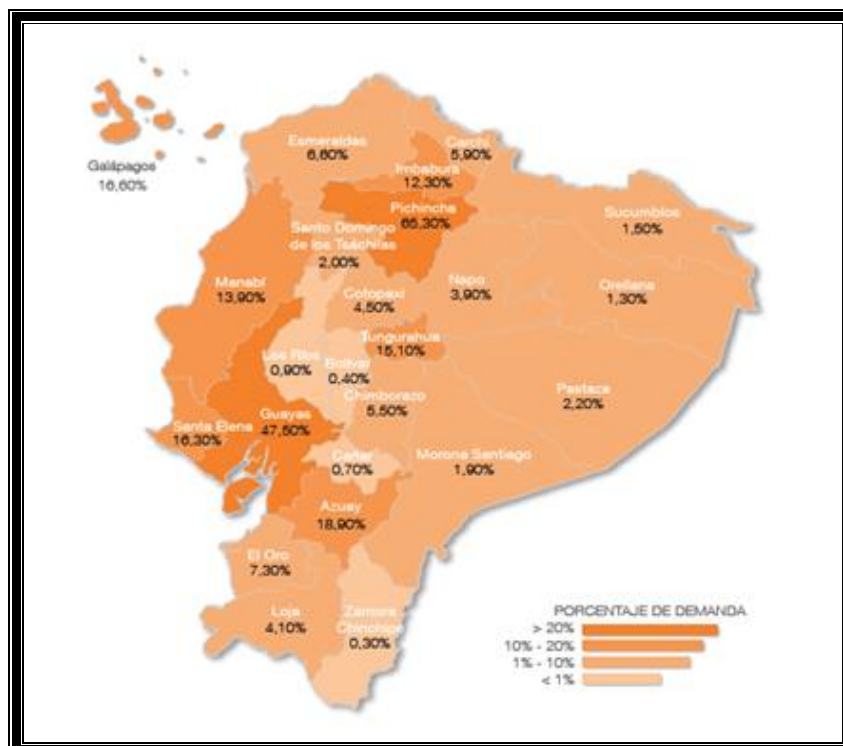 Galápagos
16,60%
Esmeraldas
6,60%
Carchi
5,90%
Imbabura
12,30%
Pichincha
65,30%
Sucumbíos
1,50%
Santo Domingo
de los Tsáchilas
2,00%
Manabí
13,90%
Cotopaxi
4,50%
Napo
3,90%
Orellana
1,30%
Tungurahua
15,10%
Los Ríos
0,90%
Bolívar
0,40%
Pastaza
2,20%
Chimborazo
5,50%
Guayas
47,50%
Santa Elena
16,30%
Cañar
0,70%
Morona Santiago
1,90%
Azuay
18,90%
El Oro
7,30%
Loja
4,10%
Zamora
Chinchipe
0,30%
PORCENTAJE DE DEMANDA
> 20%
10% - 20%
1% - 10%
< 1%